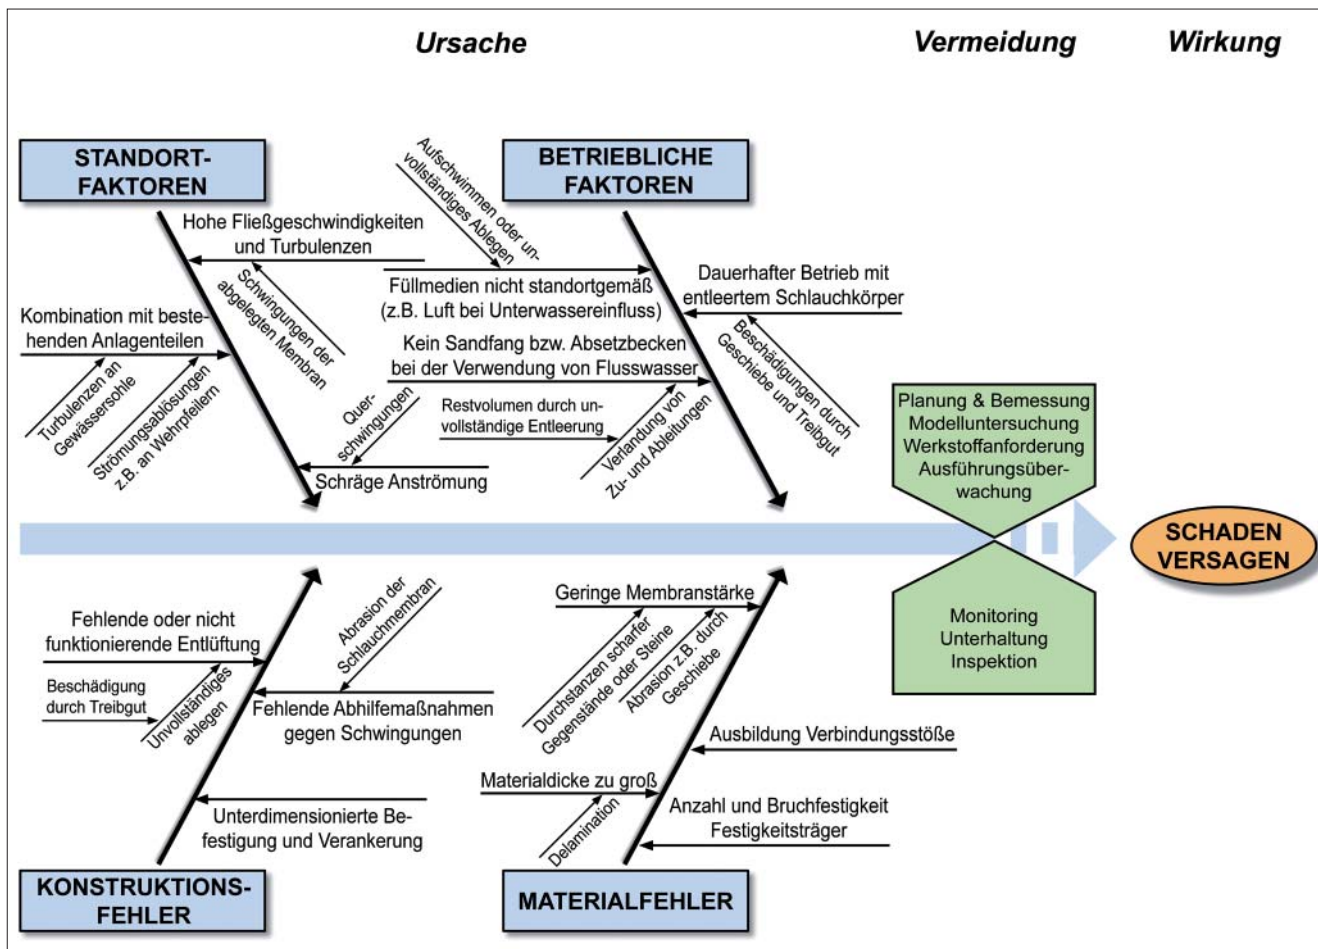 Ursache
Vermeidung
Wirkung
STANDORT-
FAKTOREN
Hohe Fließgeschwindigkeiten
und Turbulenzen
Schwingungen der
abgelegten Membran
Kombination mit beste-
henden Anlagenteilen
Turbulenzen an
Gewässersohle
Strömungsablösungen
z.B. an Wehrpfeilern
Quer-
schwingungen
Schräge Anströmung
BETRIEBLICHE
FAKTOREN
Aufschwimmen oder un-
vollständiges Ablegen
Füllmedien nicht standortgemäß
(z.B. Luft bei Unterwassereinfluss)
Dauerhafter Betrieb mit
entleertem Schlauchkörper
Beschädigungen durch
Geschiebe und Treibgut
Kein Sandfang bzw. Absetzbecken
bei der Verwendung von Flusswasser
Restvolumen durch un-
vollständige Entleerung
Verlandung von
Zu- und Ableitungen
Planung & Bemessung
Modelluntersuchung
Werkstoffanforderung
Ausführungsüber-
wachung
SCHADEN
VERSAGEN
Monitoring
Unterhaltung
Inspektion
Fehlende oder nicht
funktionierende Entlüftung
Beschädigung
durch Treibgut
Unvollständiges
ablegen
Abrasion der
Schlauchmembran
Fehlende Abhilfemaßnahmen
gegen Schwingungen
Unterdimensionierte Be-
festigung und Verankerung
KONSTRUKTIONS-
FEHLER
Geringe Membranstärke
Durchstanzen scharfer
Gegenstände oder Steine
Abrasion z.B. durch
Geschiebe
Ausbildung Verbindungsstöße
Materialdicke zu groß
Delamination
Anzahl und Bruchfestigkeit
Festigkeitsträger
MATERIALFEHLER